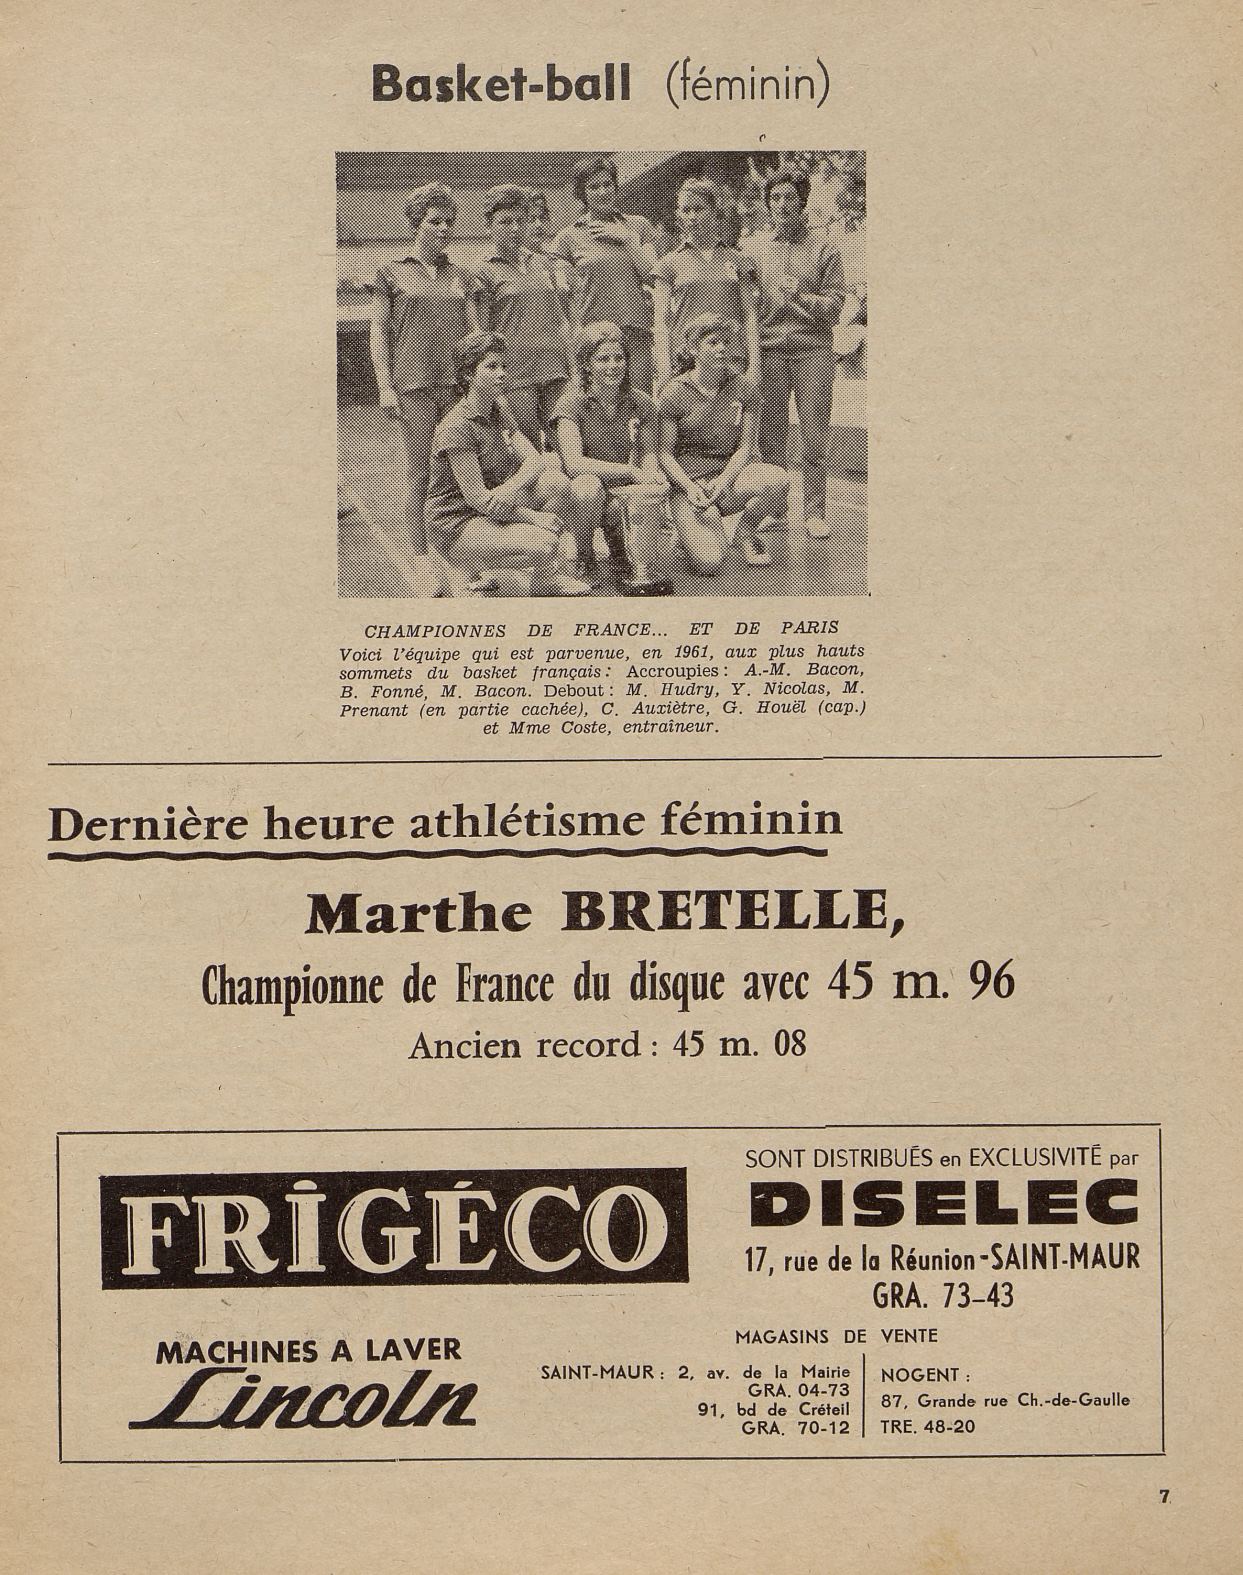 Basket-ball (féminin)
CHAMPIONNES DE FRANCE... ET DE PARIS
Voici l'équipe qui est parvenue, en 1961, aux plus hauts
sommets du basket français : Accroupies : A.-M. Bacon,
B. Fonné, M. Bacon. Debout : M. Hudry, Y. Nicolas, M.
Prenant (en partie cachée), C. Auxiètre, G. Houël (cap.)
et Mme Coste, entraîneur.
Dernière heure athlétisme féminin
Marthe BRETELLE,
Championne de France du disque avec 45 m. 96
Ancien record : 45 m. 08
FRIGÉCO
MACHINES A LAVER
Lincoln
SONT DISTRIBUÉS en EXCLUSIVITÉ par
DISELEC
17, rue de la Réunion - SAINT-MAUR
GRA. 73-43
MAGASINS DE VENTE
SAINT-MAUR : 2, av. de la Mairie
GRA. 04-73
91, bd de Créteil
GRA. 70-12
NOGENT :
87, Grande rue Ch.-de-Gaulle
TRE. 48-20
7